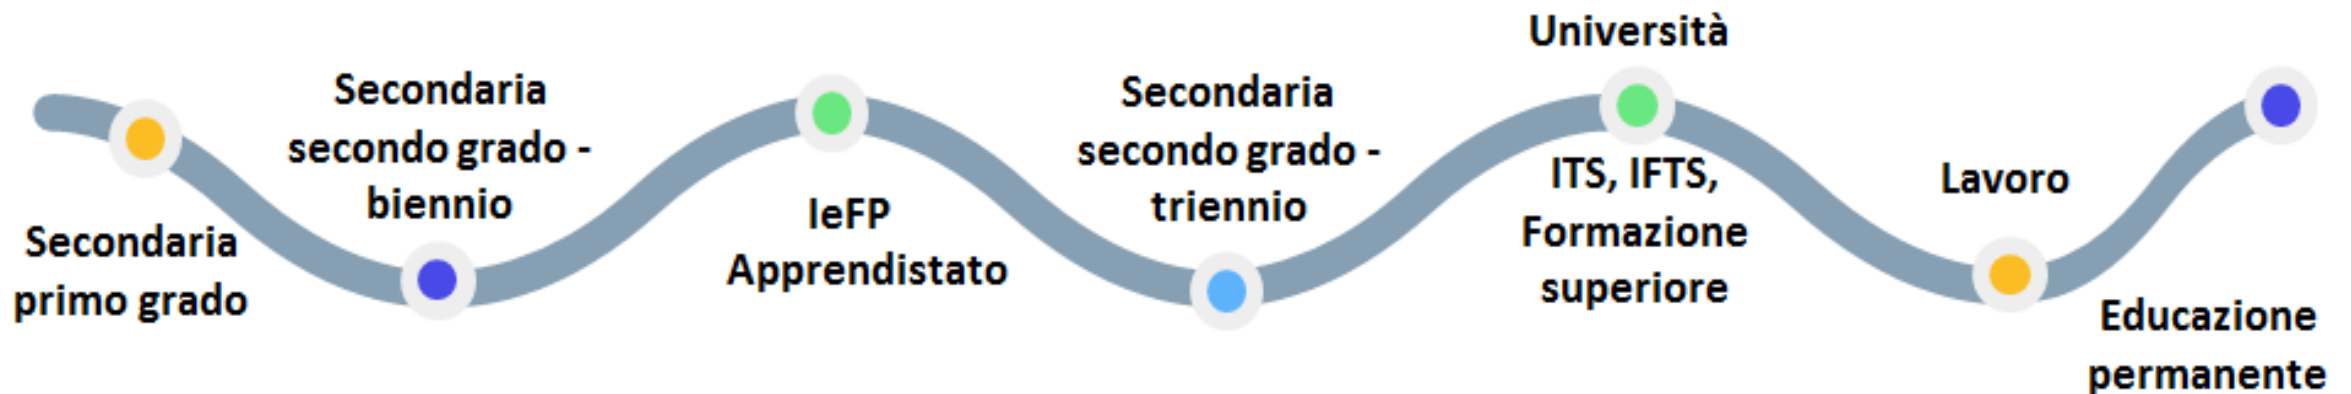 Secondaria
primo grado
Secondaria
secondo grado -
biennio
IeFP
Apprendistato
Secondaria
secondo grado -
triennio
Università
ITS, IFTS,
Formazione
superiore
Lavoro
Educazione
permanente